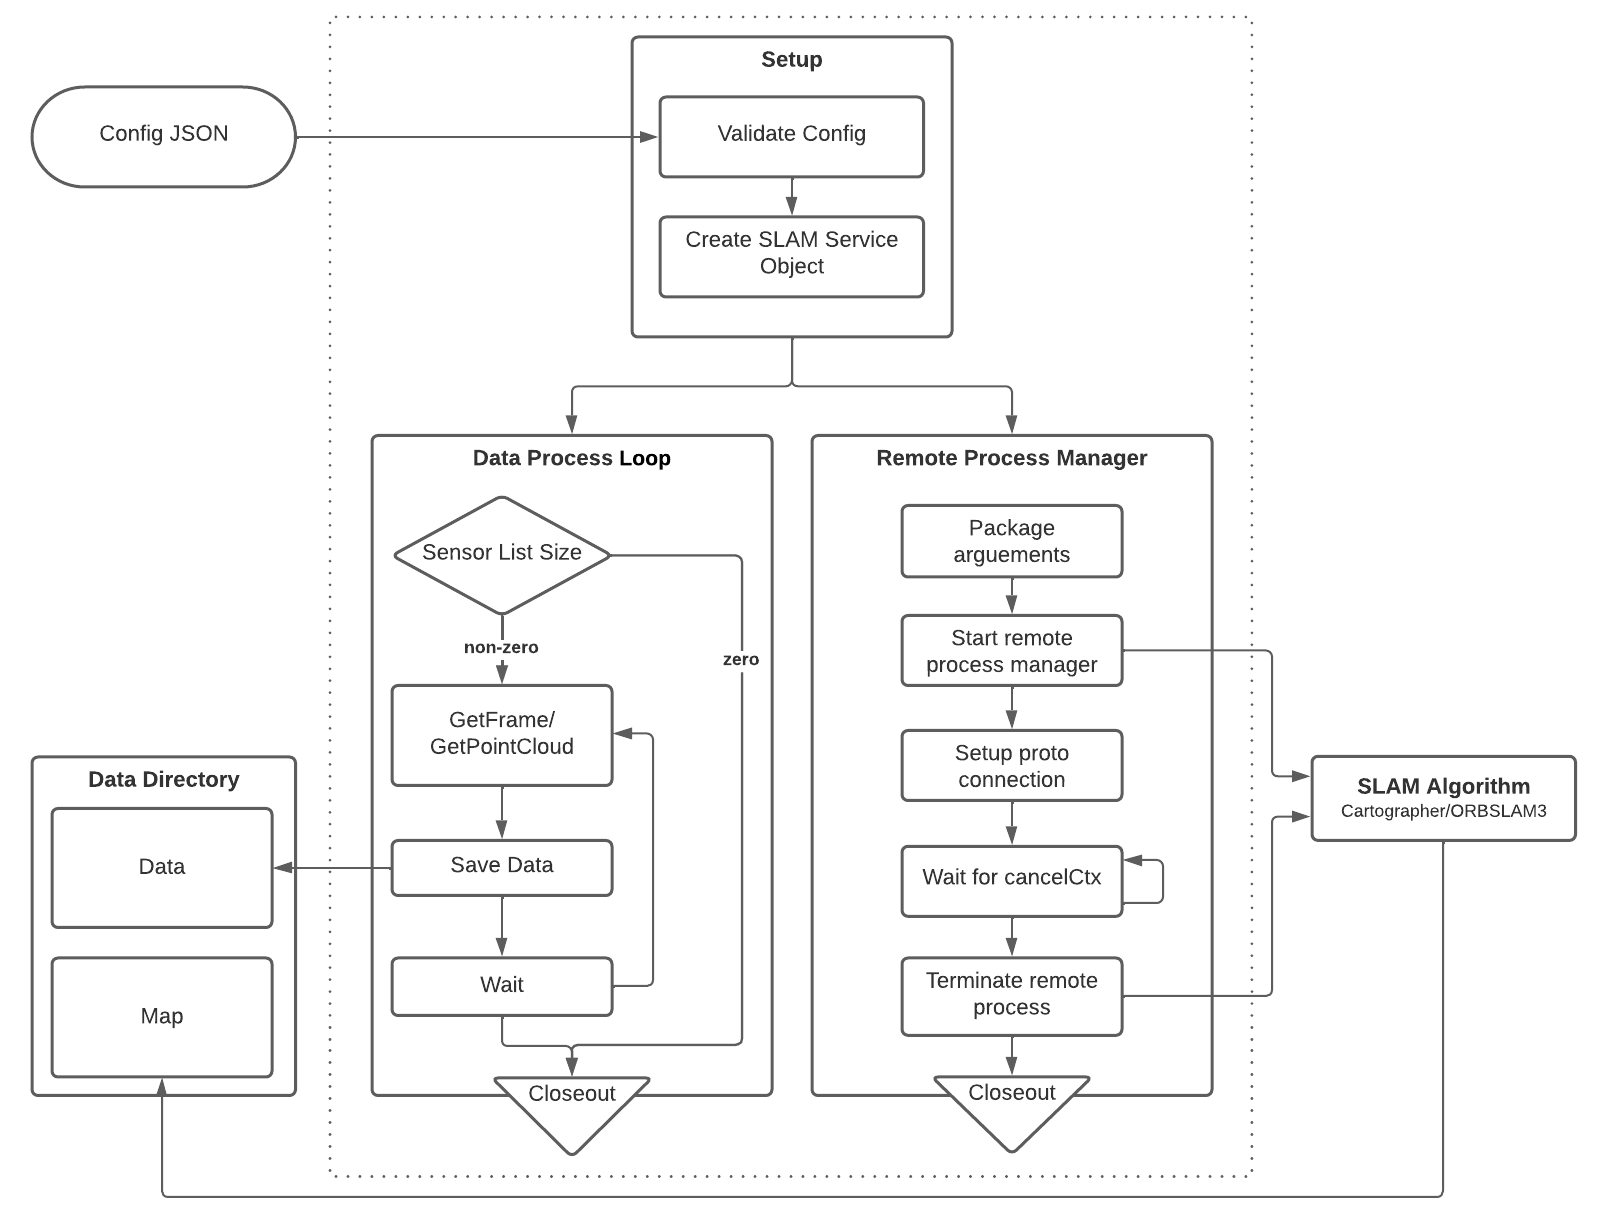 Setup
Config JSON
Validate Config
Create SLAM Service
Object
Data Process Loop
Sensor List Size
non-zero
zero
GetFrame/
GetPointCloud
Save Data
Wait
Closeout
Remote Process Manager
Package
arguements
Start remote
process manager
Setup proto
connection
Wait for cancelCtx
Terminate remote
process
Closeout
Data Directory
Data
Map
SLAM Algorithm
Cartographer/ORBSLAM3